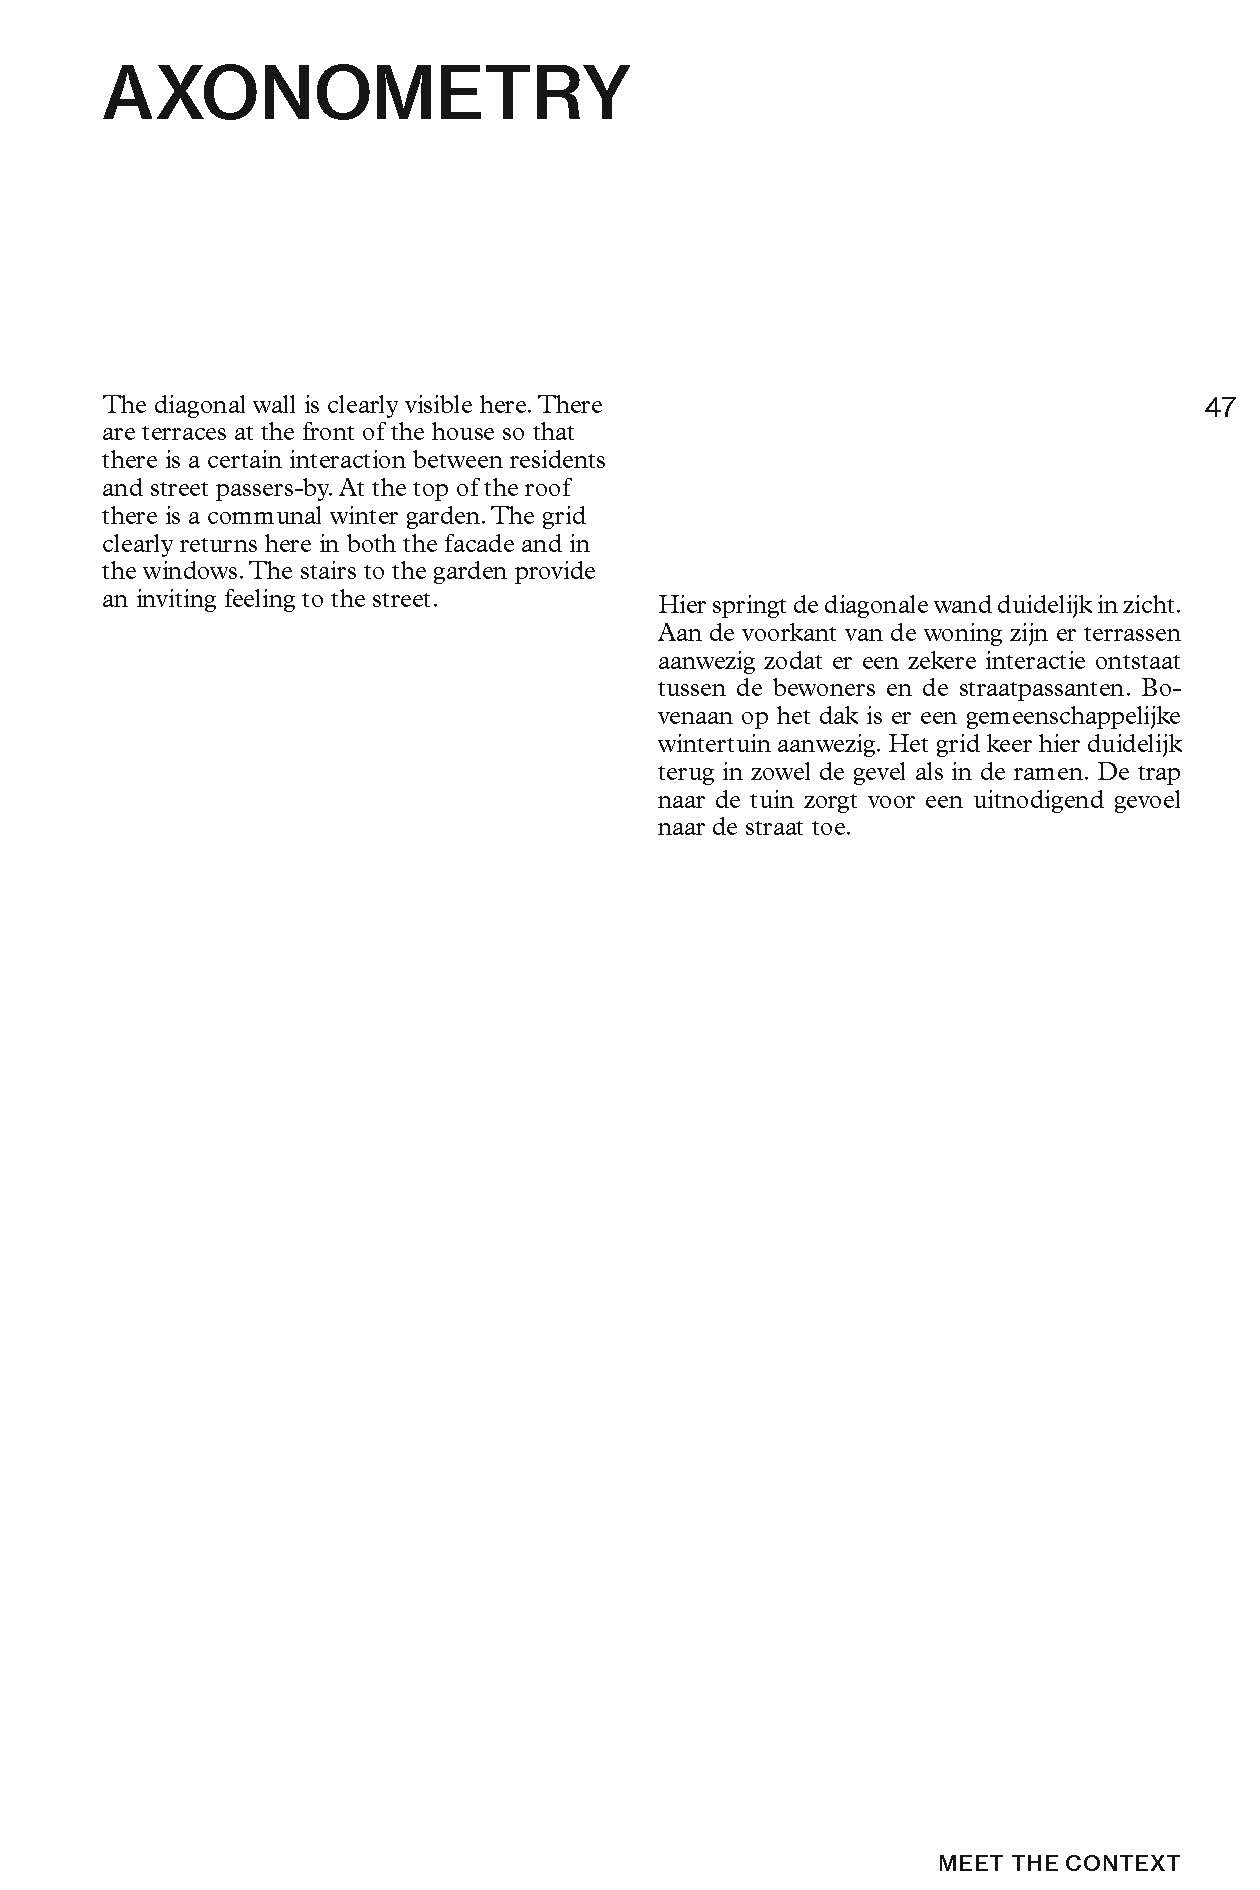 AXONOMETRY
The diagonal wall is clearly visible here. There
are terraces at the front of the house so that
there is a certain interaction between residents
and street passers-by. At the top of the roof
there is a communal winter garden. The grid
clearly returns here in both the facade and in
the windows. The stairs to the garden provide
an inviting feeling to the street.
47
Hier springt de diagonale wand duidelijk in zicht.
Aan de voorkant van de woning zijn er terrassen
aanwezig zodat er een zekere interactie ontstaat
tussen de bewoners en de straatpassanten. Bo-
venaan op het dak is er een gemeenschappelijke
wintertuin aanwezig. Het grid keer hier duidelijk
terug in zowel de gevel als in de ramen. De trap
naar de tuin zorgt voor een uitnodigend gevoel
naar de straat toe.
MEET THE CONTEXT